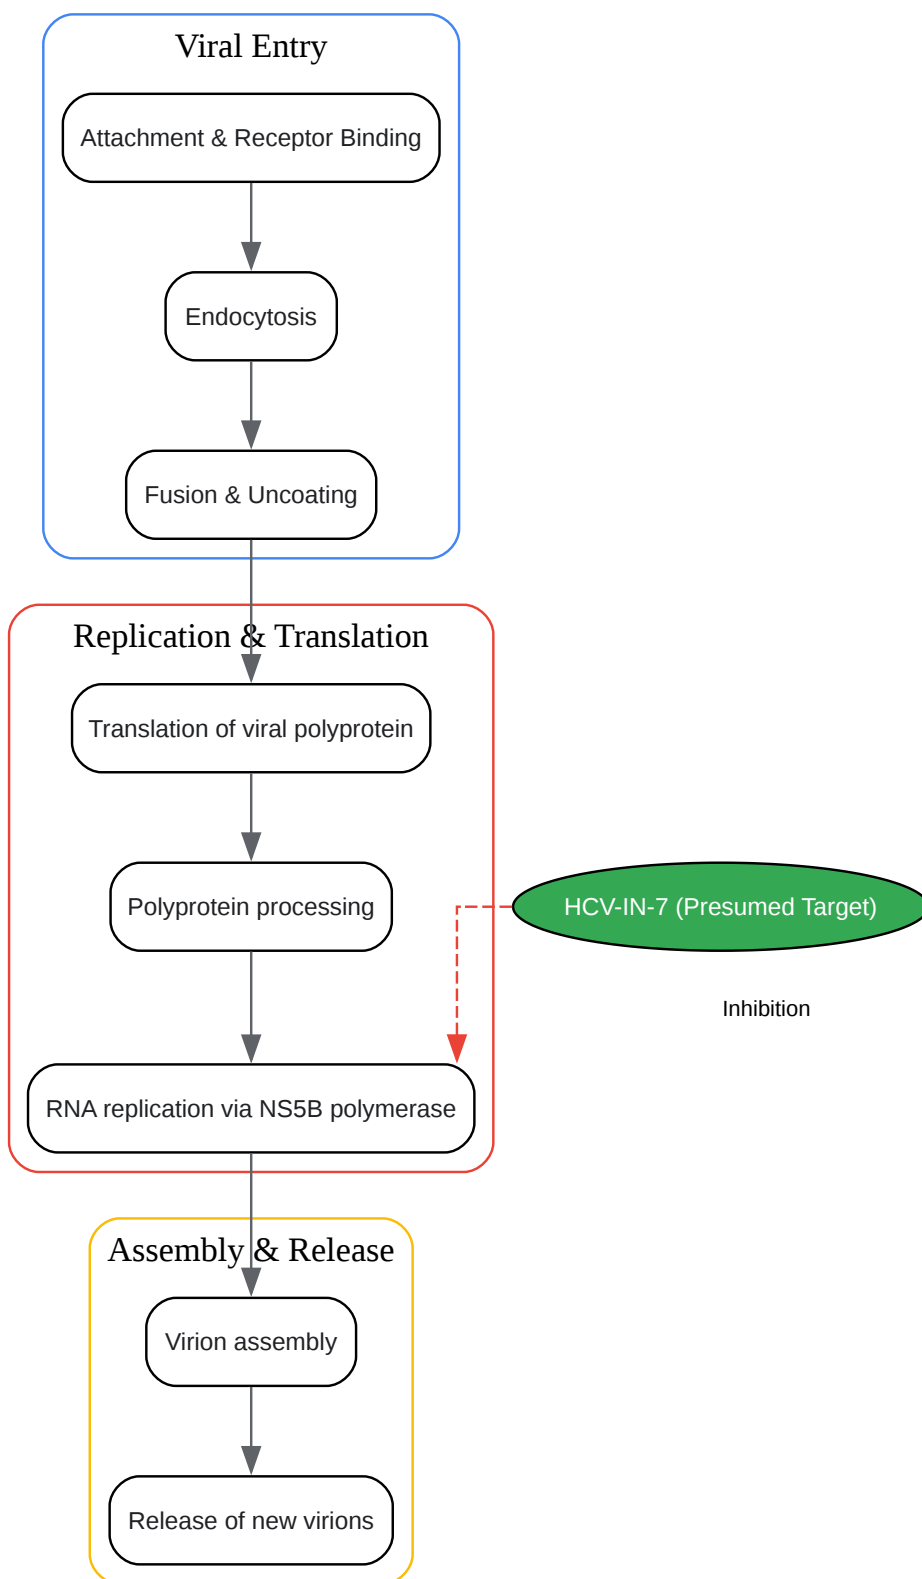 Viral Entry
Attachment & Receptor Binding
Endocytosis
Fusion & Uncoating
Replication & Translation
Translation of viral polyprotein
Polyprotein processing
HCV-IN-7 (Presumed Target)
Inhibition
RNA replication via NS5B polymerase
Assembly & Release
Virion assembly
Release of new virions